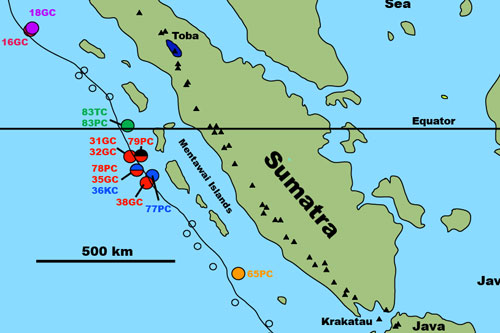 18GC
16GC
Sea
Toba
83TC
83PC
Equator
31GC
32GC
79PC
78PC
35GC
36KC
38GC
77PC
Mentawai Islands
Sumatra
500 km
65PC
Jav
Krakatau
Java